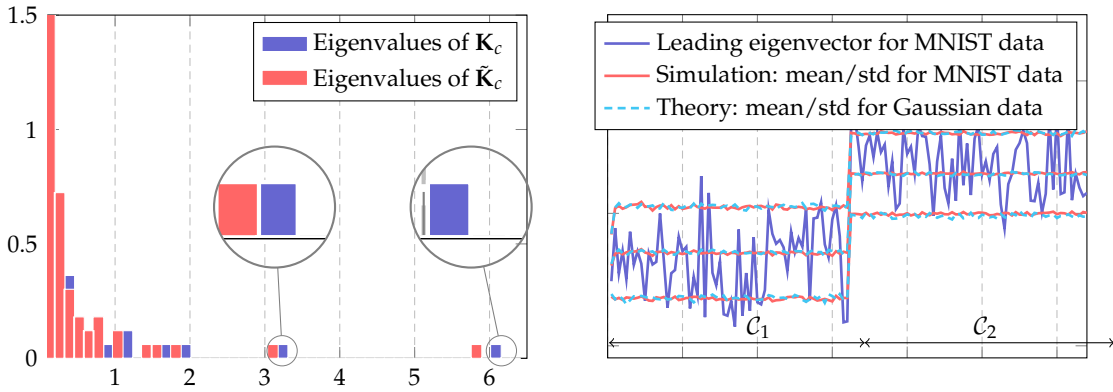 1.5
1
0.5
0
1 2 3 4 5 6
Eigenvalues of K_c
Eigenvalues of K̃_c
Leading eigenvector for MNIST data
Simulation: mean/std for MNIST data
Theory: mean/std for Gaussian data
C_1 C_2